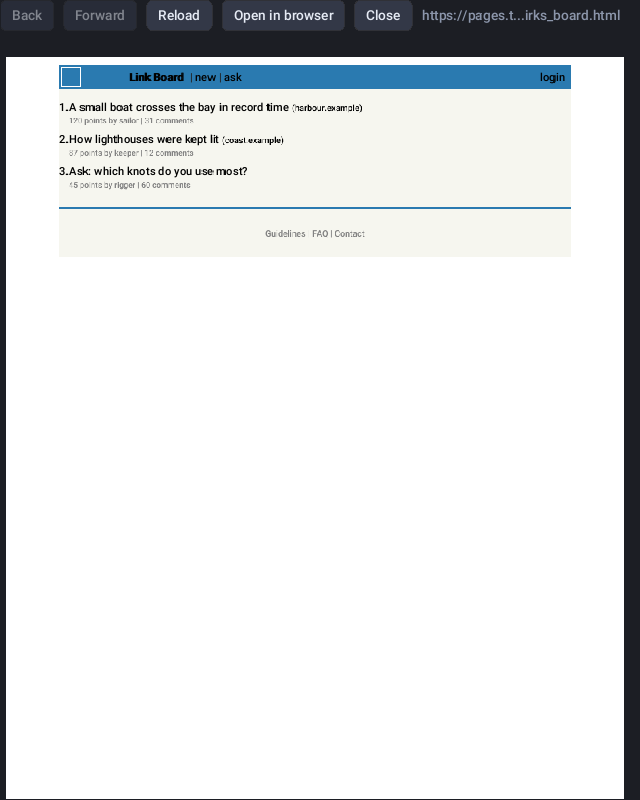 Back Forward Reload Open in browser Close https://pages.t...irks_board.html
Link Board | new | ask login
1.A small boat crosses the bay in record time (harbour.example)
120 points by sailor | 31 comments
2.How lighthouses were kept lit (coast.example)
87 points by keeper | 12 comments
3.Ask: which knots do you use most?
45 points by rigger | 60 comments
Guidelines | FAQ | Contact